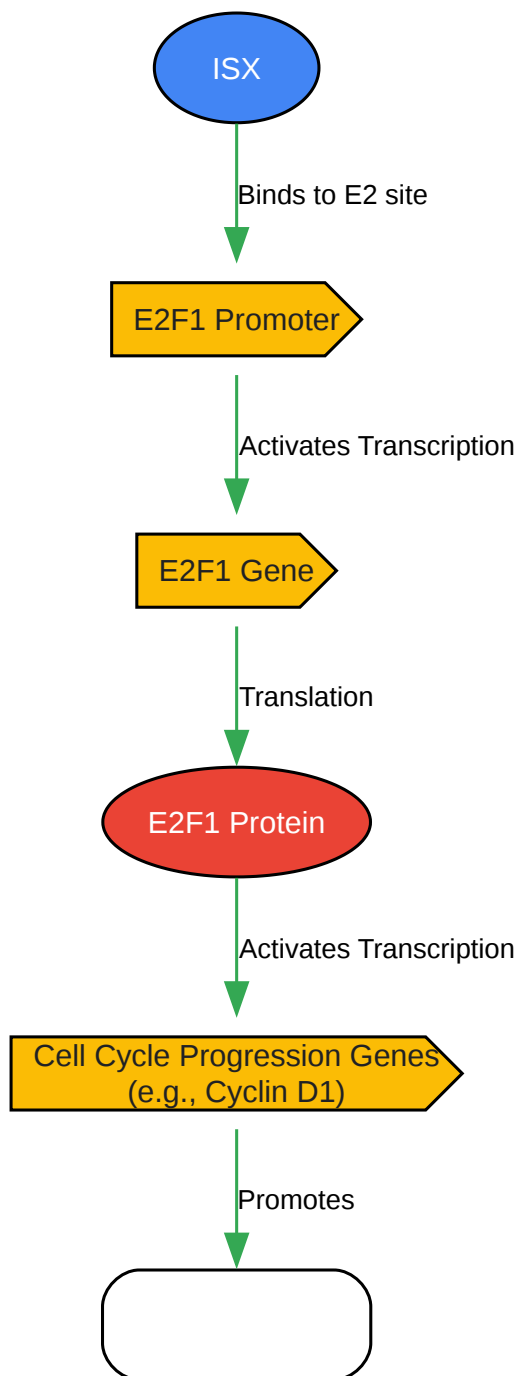 ISX
Binds to E2 site
E2F1 Promoter
Activates Transcription
E2F1 Gene
Translation
E2F1 Protein
Activates Transcription
Cell Cycle Progression Genes
(e.g., Cyclin D1)
Promotes